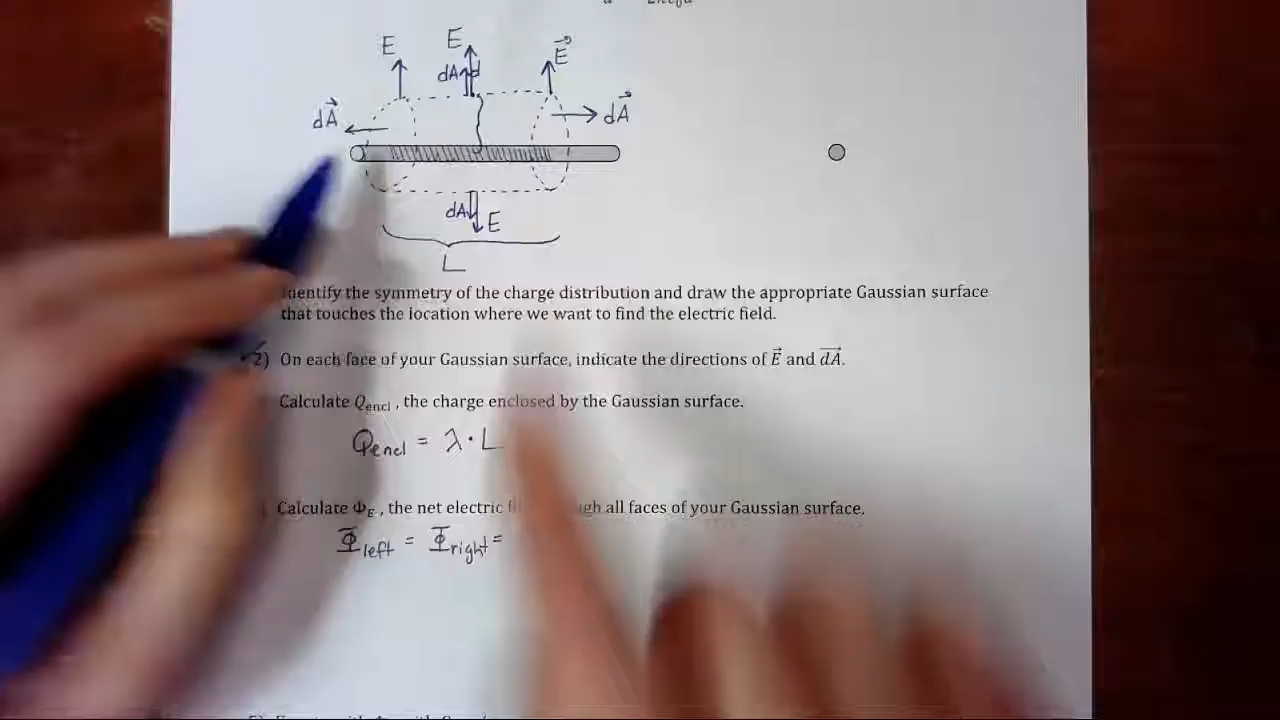 E E E⃗
dA
dA⃗ dA⃗
dA E
L
identify the symmetry of the charge distribution and draw the appropriate Gaussian surface
that touches the location where we want to find the electric field.
2) On each face of your Gaussian surface, indicate the directions of E⃗ and dA⃗.
Calculate Qencl , the charge enclosed by the Gaussian surface.
Qencl = λ · L
Calculate ΦE , the net electric all faces of your Gaussian surface.
Φleft = Φright =